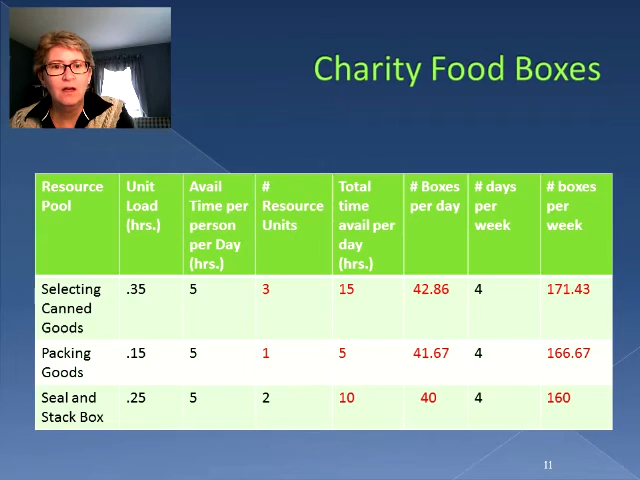 Charity Food Boxes
Resource Pool | Unit Load (hrs.) | Avail Time per person per Day (hrs.) | # Resource Units | Total time avail per day (hrs.) | # Boxes per day | # days per week | # boxes per week
Selecting Canned Goods | .35 | 5 | 3 | 15 | 42.86 | 4 | 171.43
Packing Goods | .15 | 5 | 1 | 5 | 41.67 | 4 | 166.67
Seal and Stack Box | .25 | 5 | 2 | 10 | 40 | 4 | 160
11